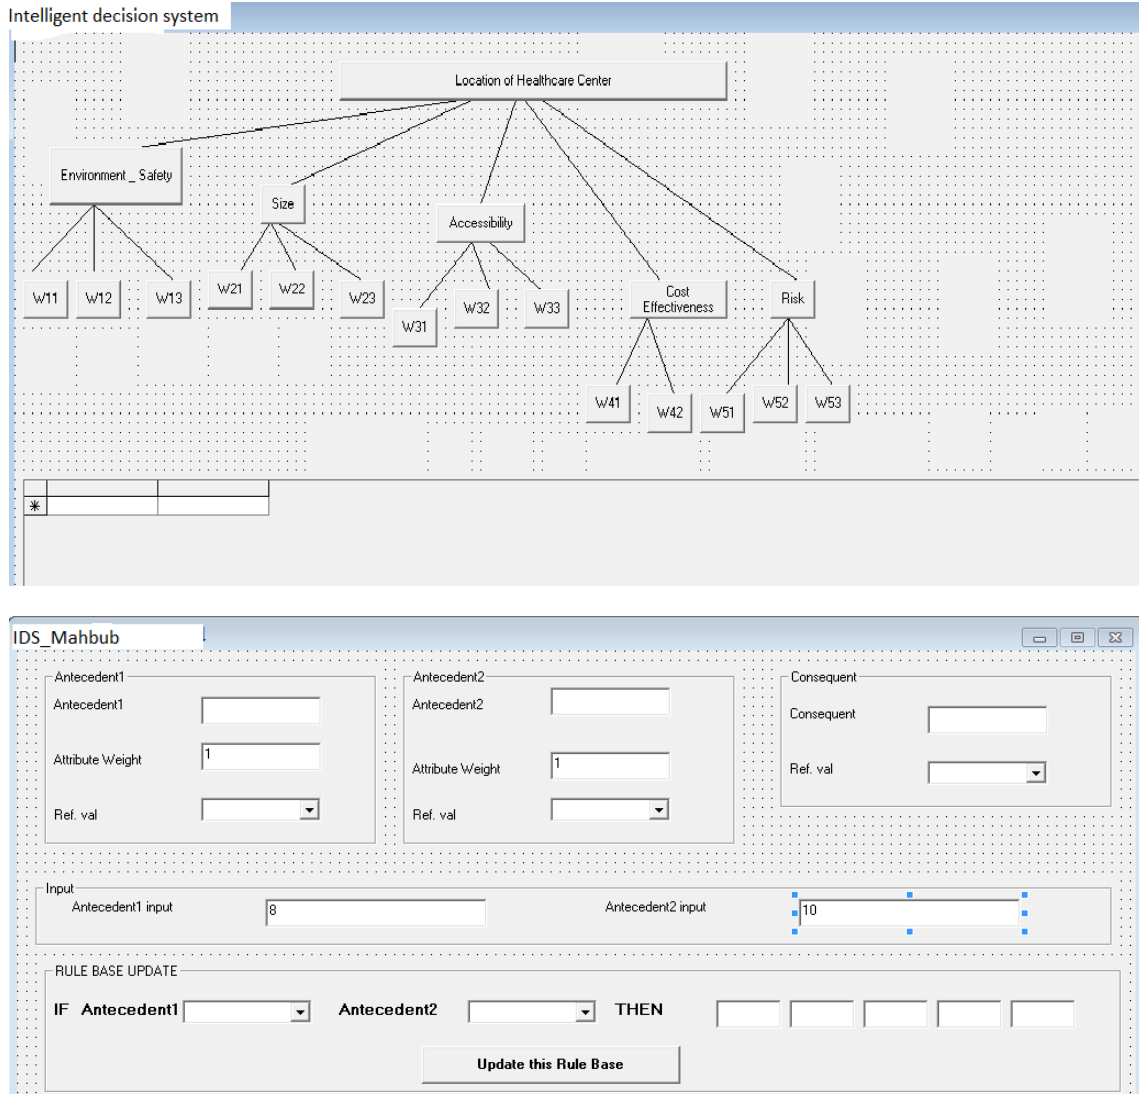 Intelligent decision system
Location of Healthcare Center
Environment _ Safety
Size
Accessibility
Cost
Effectiveness
Risk
W11
W12
W13
W21
W22
W23
W31
W32
W33
W41
W42
W51
W52
W53
*
IDS_Mahbub
Antecedent1
Antecedent1
Attribute Weight
1
Ref. val
Antecedent2
Antecedent2
Attribute Weight
1
Ref. val
Consequent
Consequent
Ref. val
Input
Antecedent1 input
8
Antecedent2 input
10
RULE BASE UPDATE
IF Antecedent1 Antecedent2 THEN
Update this Rule Base